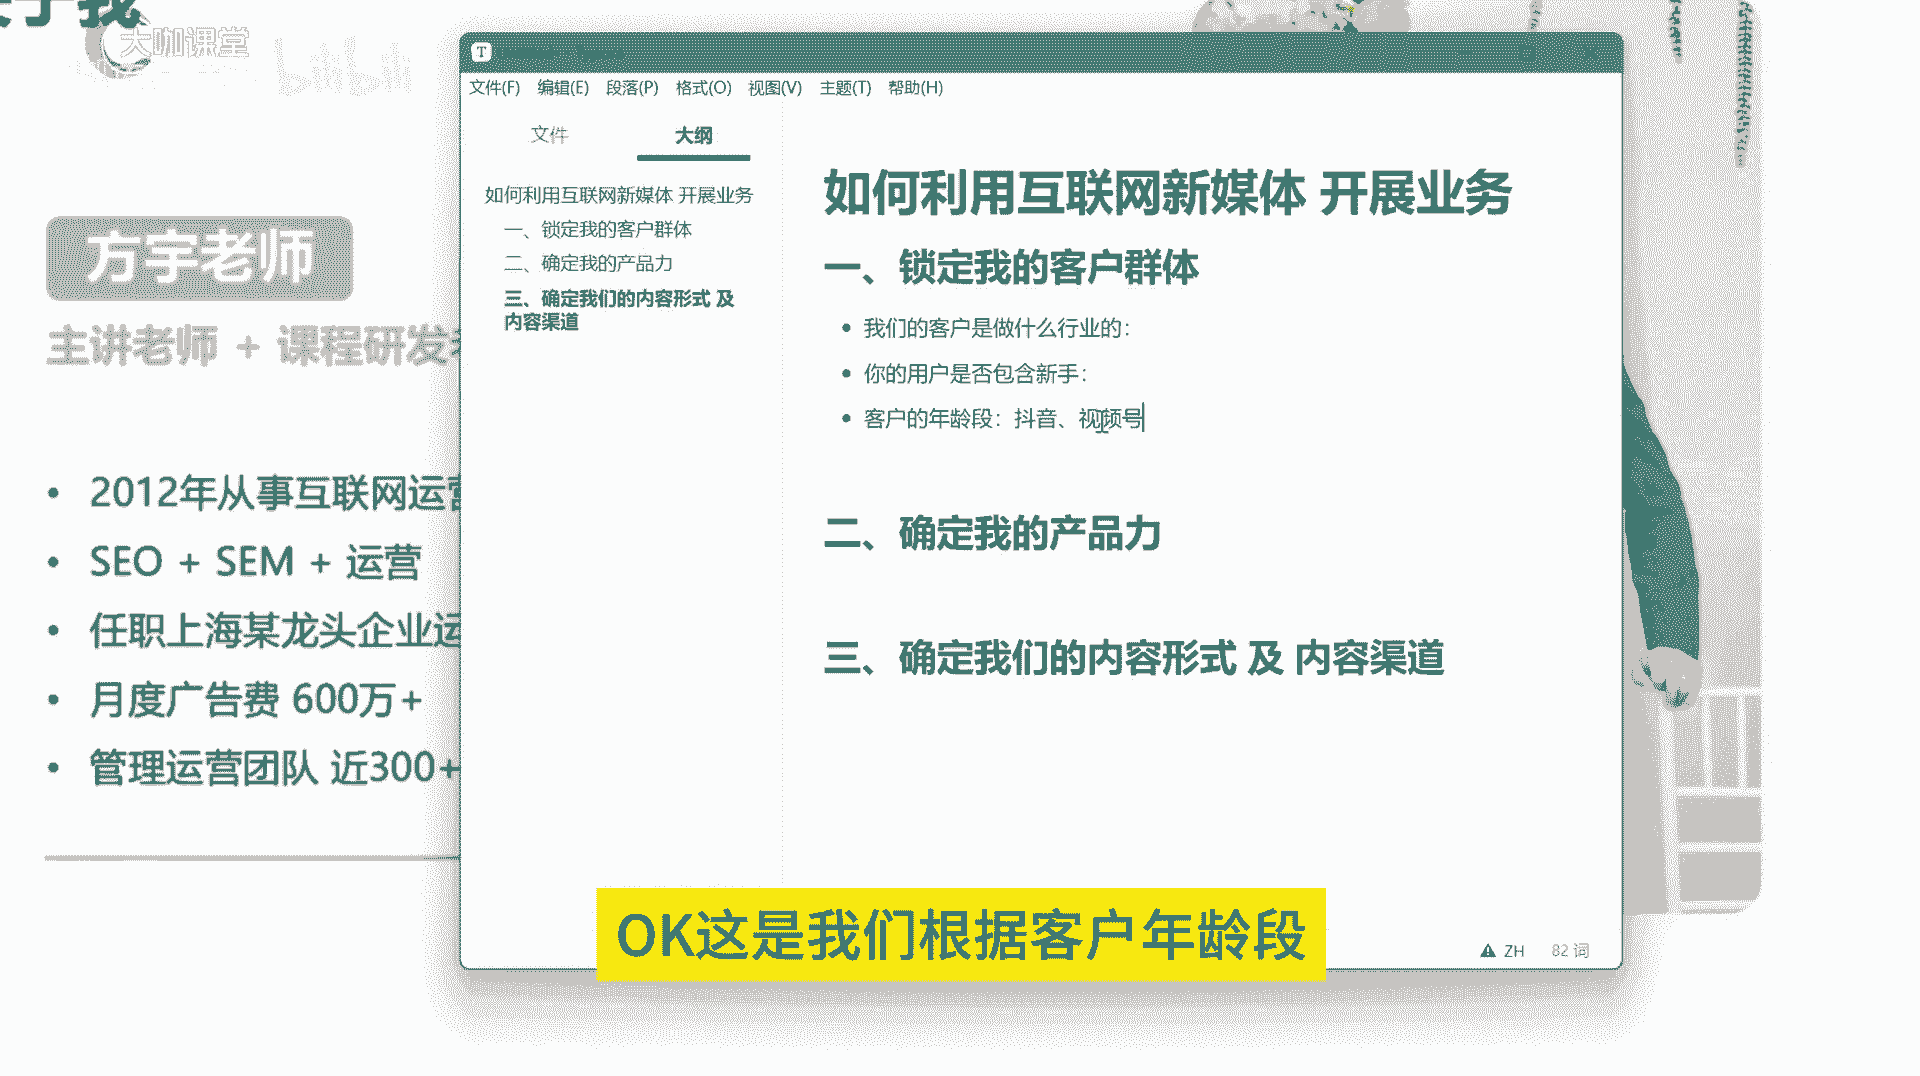 大咖课堂
bilibili
方宇老师
主讲老师 + 课程研发
• 2012年从事互联网运营
• SEO + SEM + 运营
• 任职上海某龙头企业运
• 月度广告费 600万+
• 管理运营团队 近300+
T
文件(F) 编辑(E) 段落(P) 格式(O) 视图(V) 主题(T) 帮助(H)
文件 大纲
如何利用互联网新媒体 开展业务
一、锁定我的客户群体
二、确定我的产品力
三、确定我们的内容形式 及
内容渠道
如何利用互联网新媒体 开展业务
一、锁定我的客户群体
• 我们的客户是做什么行业的：
• 你的用户是否包含新手：
• 客户的年龄段：抖音、视频号
二、确定我的产品力
三、确定我们的内容形式 及 内容渠道
ZH 82 词
OK这是我们根据客户年龄段